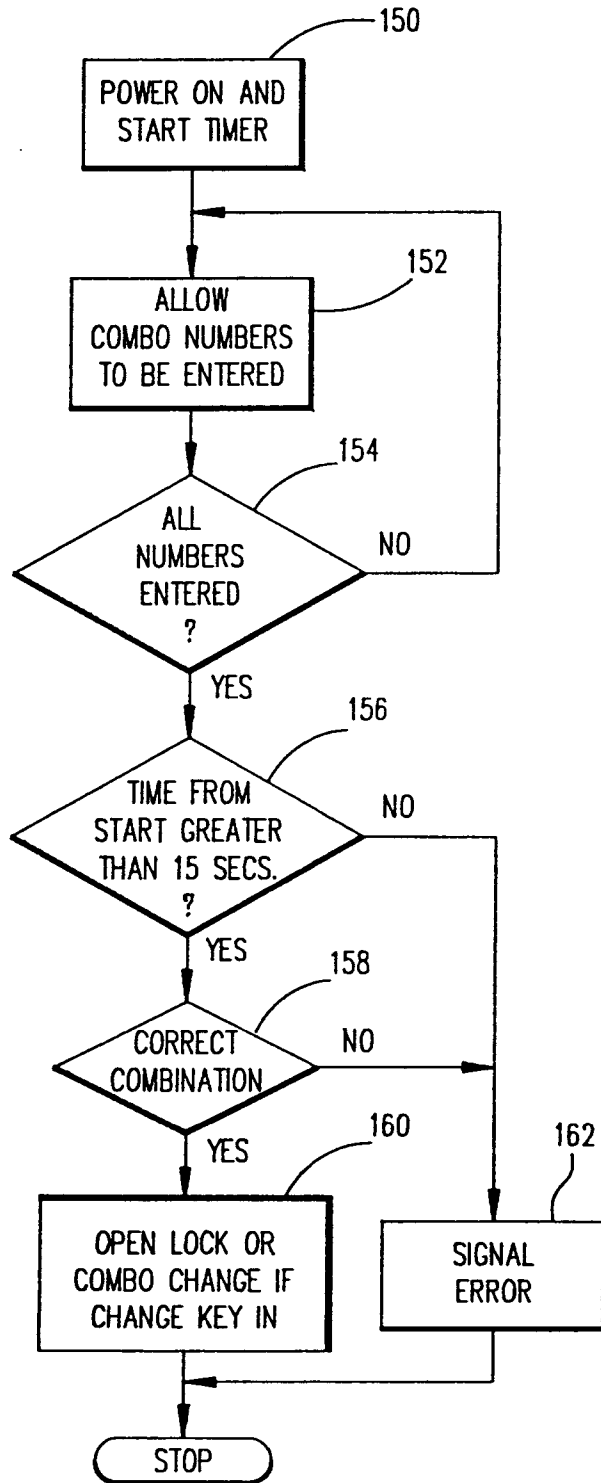 150
POWER ON AND
START TIMER
152
ALLOW
COMBO NUMBERS
TO BE ENTERED
154
ALL
NUMBERS
ENTERED
?
NO
YES
156
TIME FROM
START GREATER
THAN 15 SECS.
?
NO
YES
158
CORRECT
COMBINATION
NO
YES
160
OPEN LOCK OR
COMBO CHANGE IF
CHANGE KEY IN
162
SIGNAL
ERROR
STOP